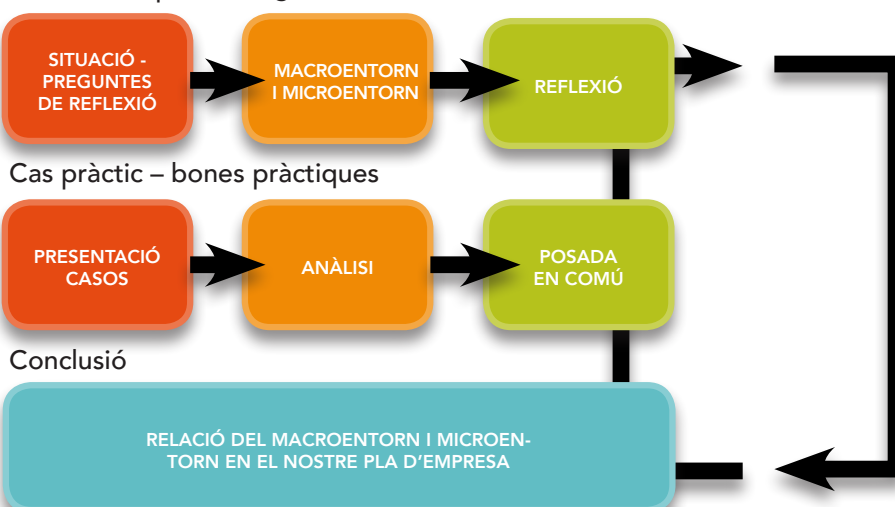 SITUACIÓ -
PREGUNTES
DE REFLEXIÓ
MACROENTORN
I MICROENTORN
REFLEXIÓ
Cas pràctic – bones pràctiques
PRESENTACIÓ
CASOS
ANÀLISI
POSADA
EN COMÚ
Conclusió
RELACIÓ DEL MACROENTORN I MICROEN-
TORN EN EL NOSTRE PLA D'EMPRESA